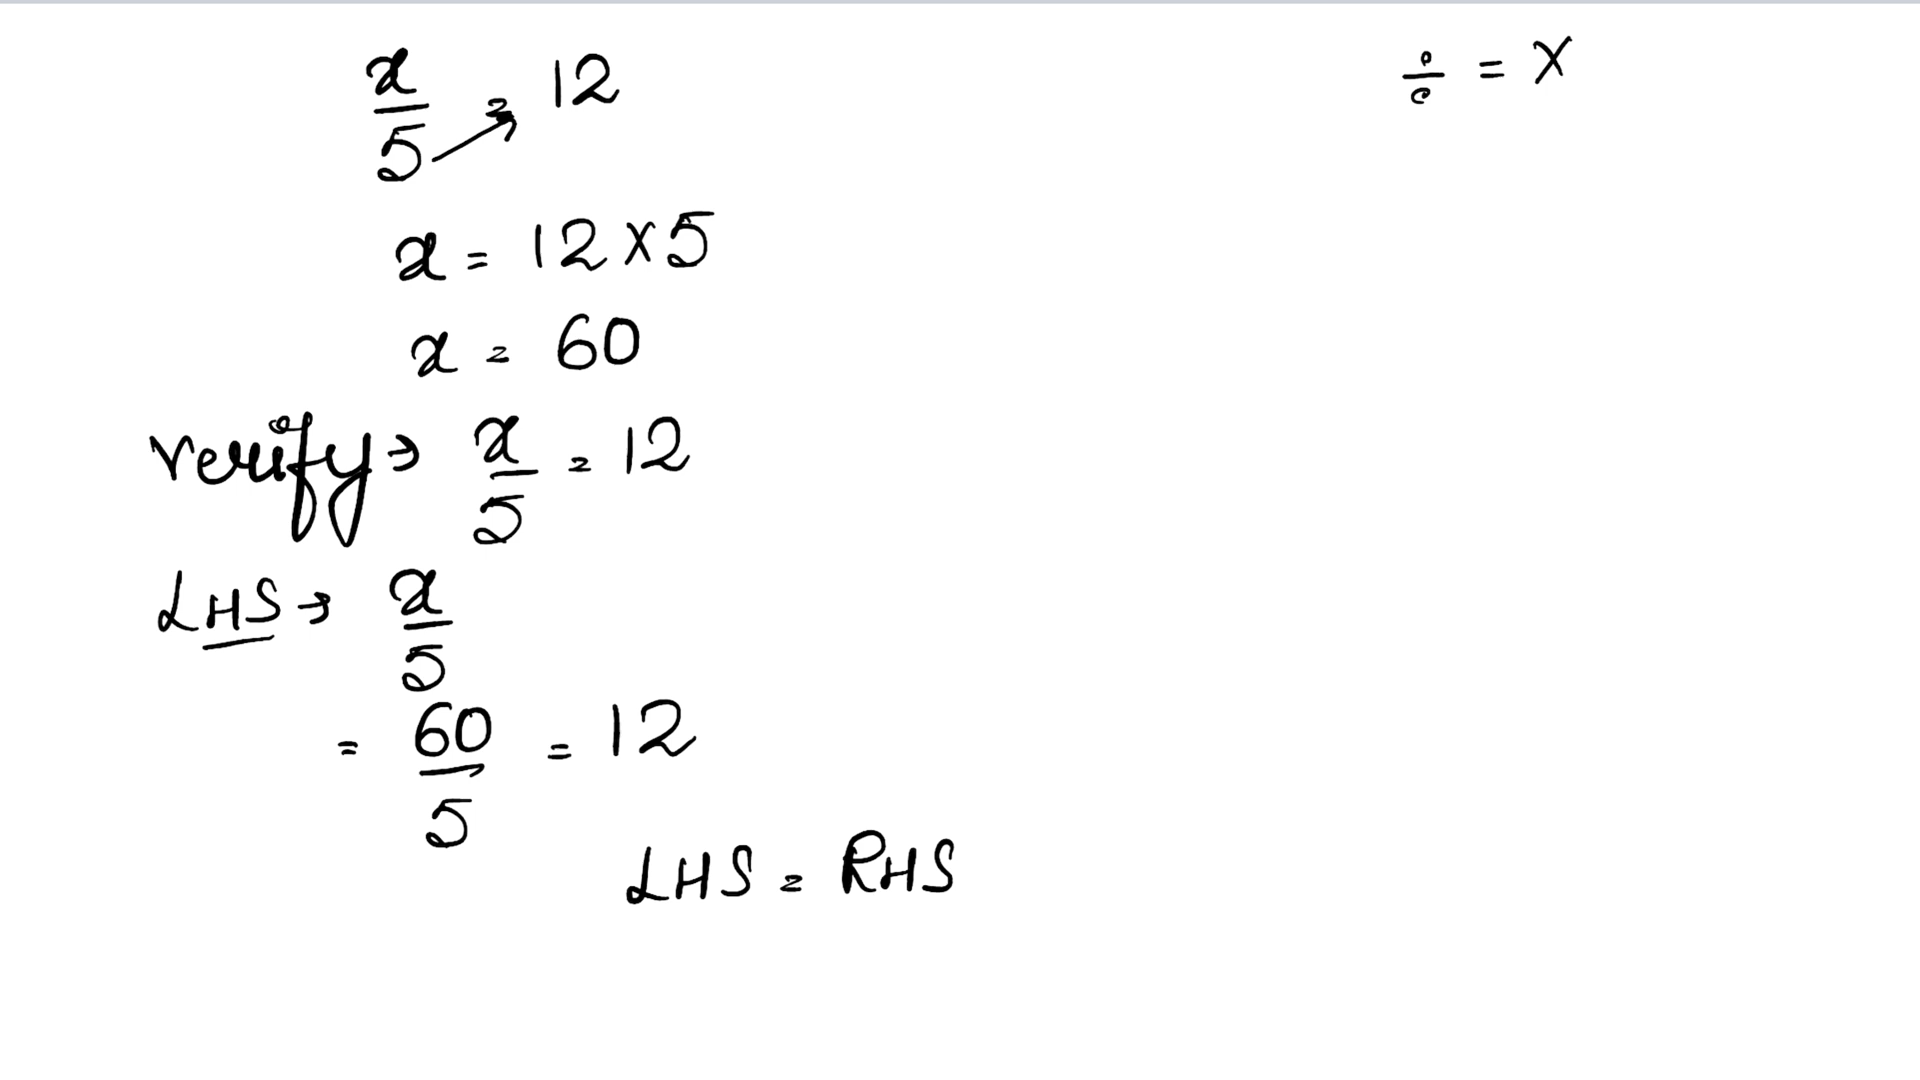 x/5 = 12
÷ = ×
x = 12 × 5
x = 60
Verify → x/5 = 12
LHS → x/5
= 60/5 = 12
LHS = RHS